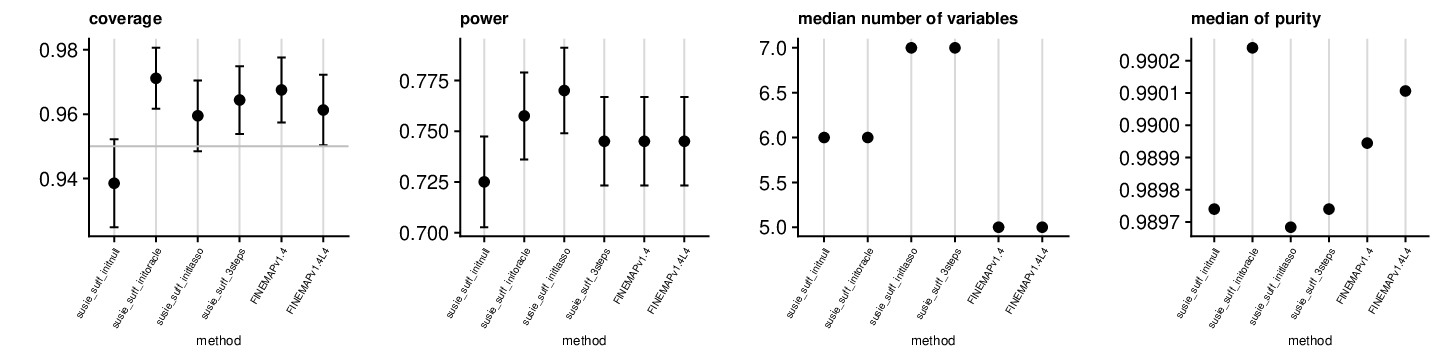 coverage
0.98
0.96
0.94
susie_suff_initnull
susie_suff_initoracle
susie_suff_initlasso
susie_suff_3steps
FINEMAPv1.4
FINEMAPv1.4L4
method
power
0.775
0.750
0.725
0.700
susie_suff_initnull
susie_suff_initoracle
susie_suff_initlasso
susie_suff_3steps
FINEMAPv1.4
FINEMAPv1.4L4
method
median number of variables
7.0
6.5
6.0
5.5
5.0
susie_suff_initnull
susie_suff_initoracle
susie_suff_initlasso
susie_suff_3steps
FINEMAPv1.4
FINEMAPv1.4L4
method
median of purity
0.9902
0.9901
0.9900
0.9899
0.9898
0.9897
susie_suff_initnull
susie_suff_initoracle
susie_suff_initlasso
susie_suff_3steps
FINEMAPv1.4
FINEMAPv1.4L4
method